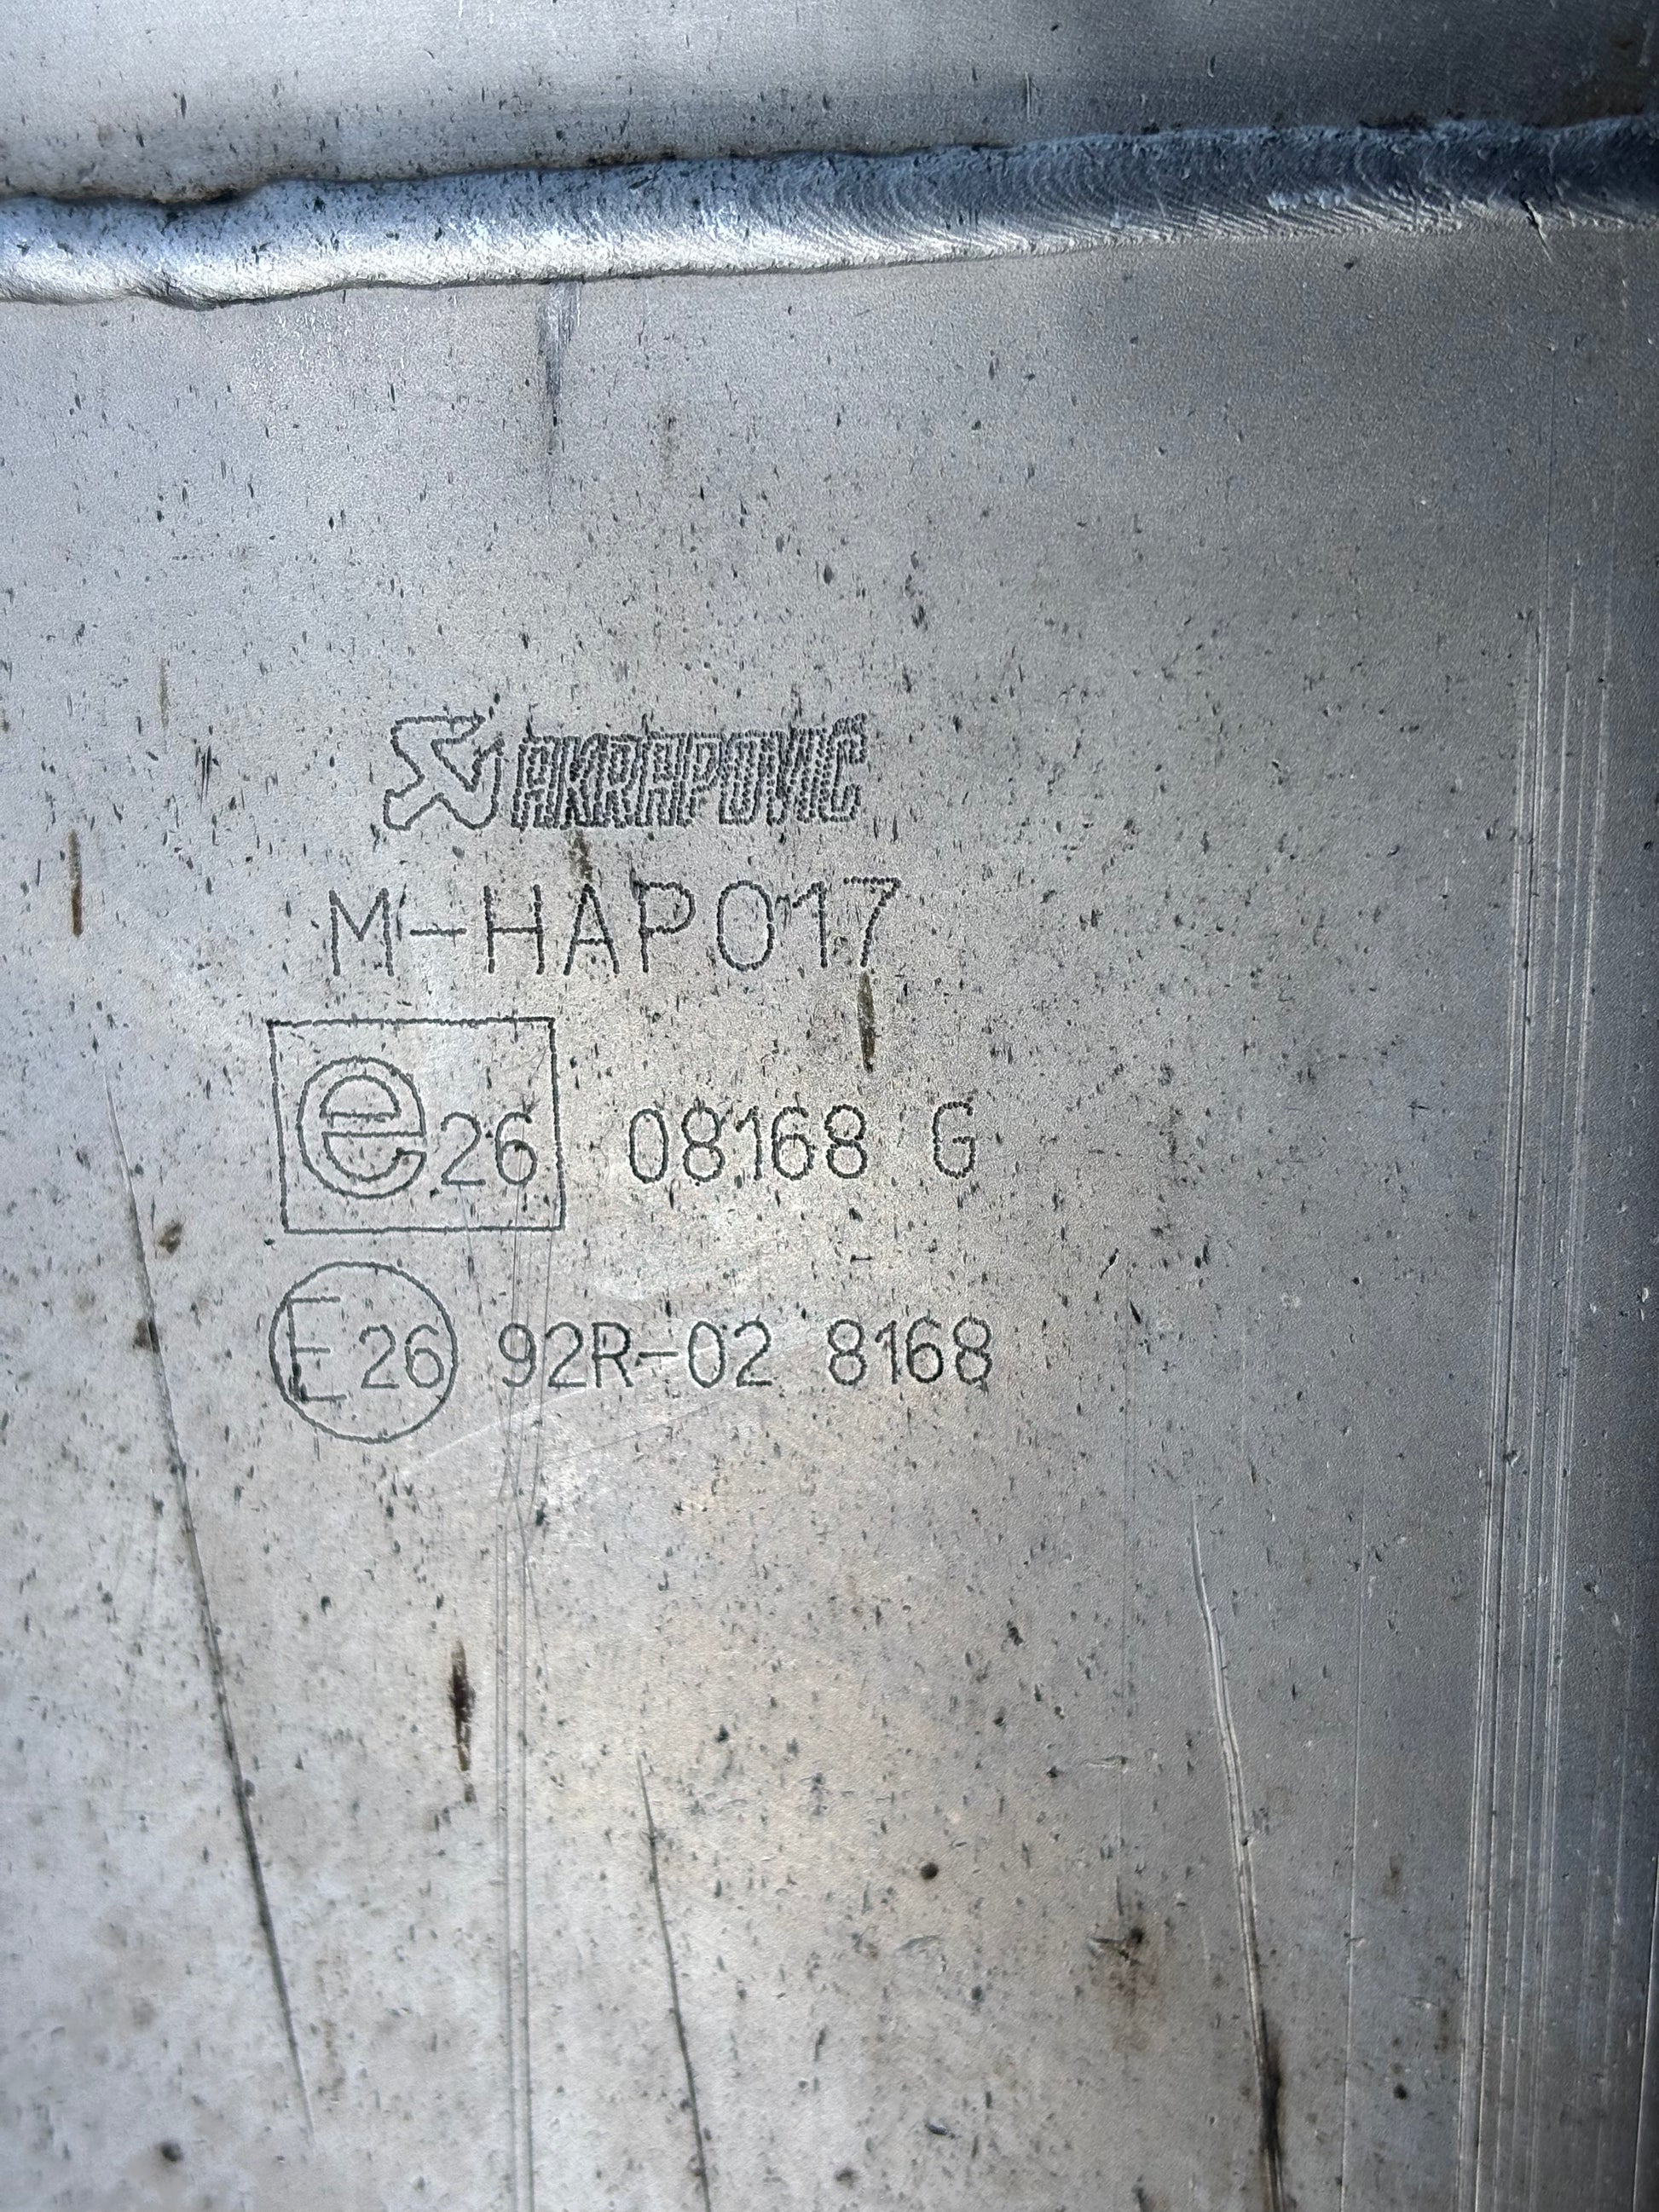 AKRAPOVIC
M-HAP017
e26 08168 G
E26 92R-02 8168